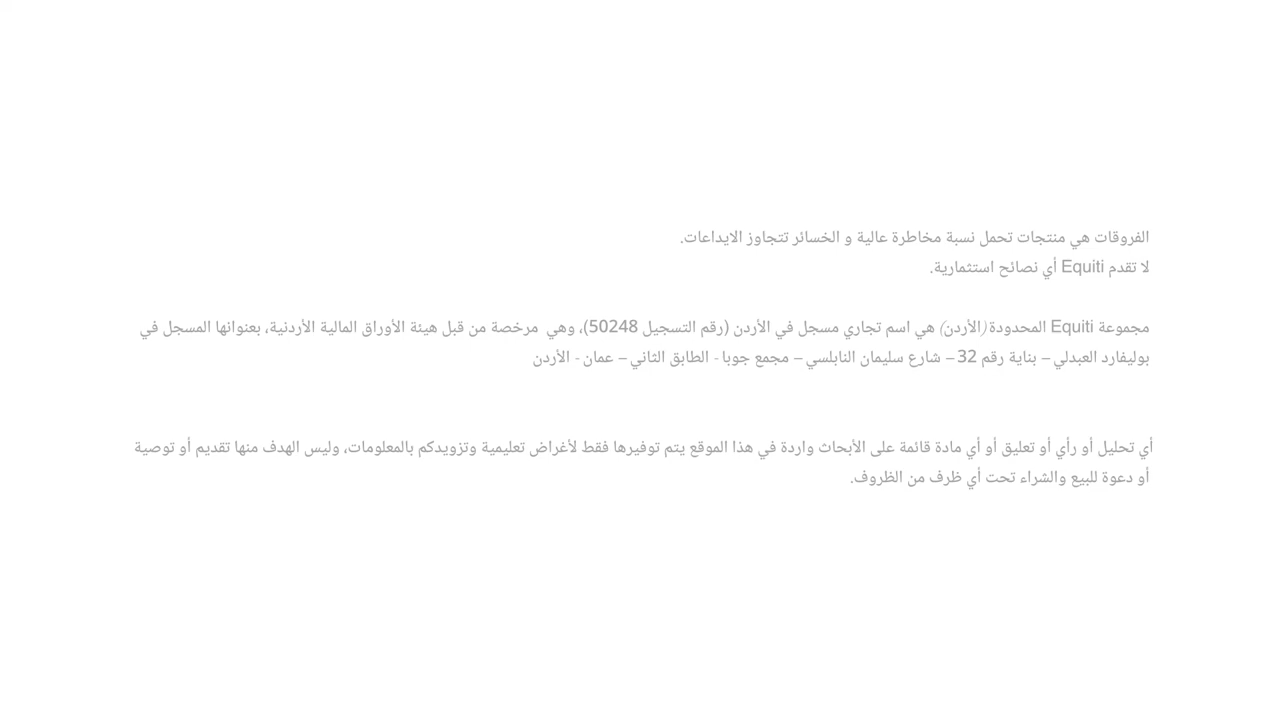 الفروقات هي منتجات تحمل نسبة مخاطرة عالية و الخسائر تتجاوز الايداعات.
لا تقدم Equiti أي نصائح استثمارية.
مجموعة Equiti المحدودة (الأردن) هي اسم تجاري مسجل في الأردن (رقم التسجيل 50248)، وهي مرخصة من قبل هيئة الأوراق المالية الأردنية، بعنوانها المسجل في
بوليفارد العبدلي – بناية رقم 32 – شارع سليمان النابلسي – مجمع جوبا - الطابق الثاني – عمان - الأردن
أي تحليل أو رأي أو تعليق أو أي مادة قائمة على الأبحاث واردة في هذا الموقع يتم توفيرها فقط لأغراض تعليمية وتزويدكم بالمعلومات، وليس الهدف منها تقديم أو توصية
أو دعوة للبيع والشراء تحت أي ظرف من الظروف.